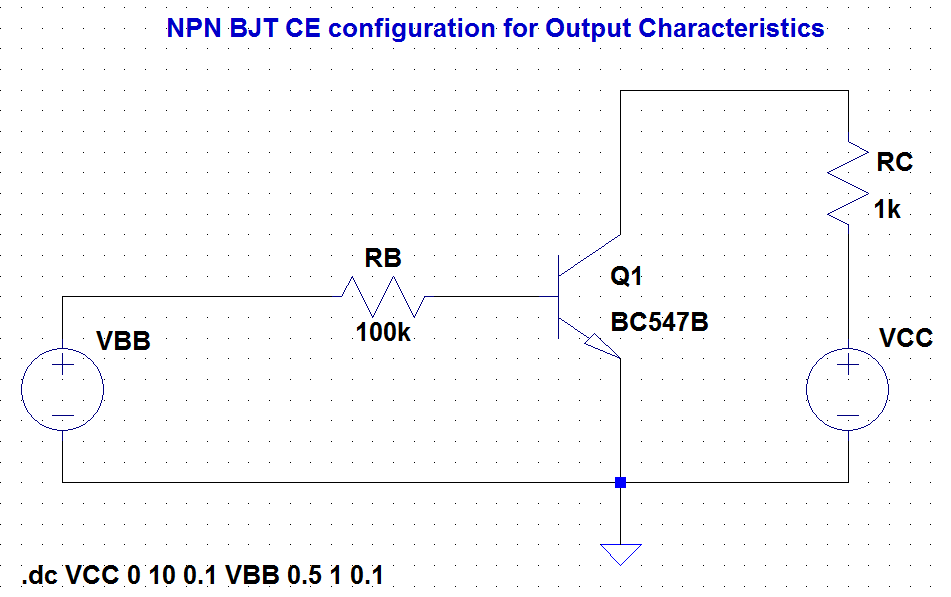 NPN BJT CE configuration for Output Characteristics
RC
1k
RB
100k
Q1
BC547B
VBB
VCC
.dc VCC 0 10 0.1 VBB 0.5 1 0.1